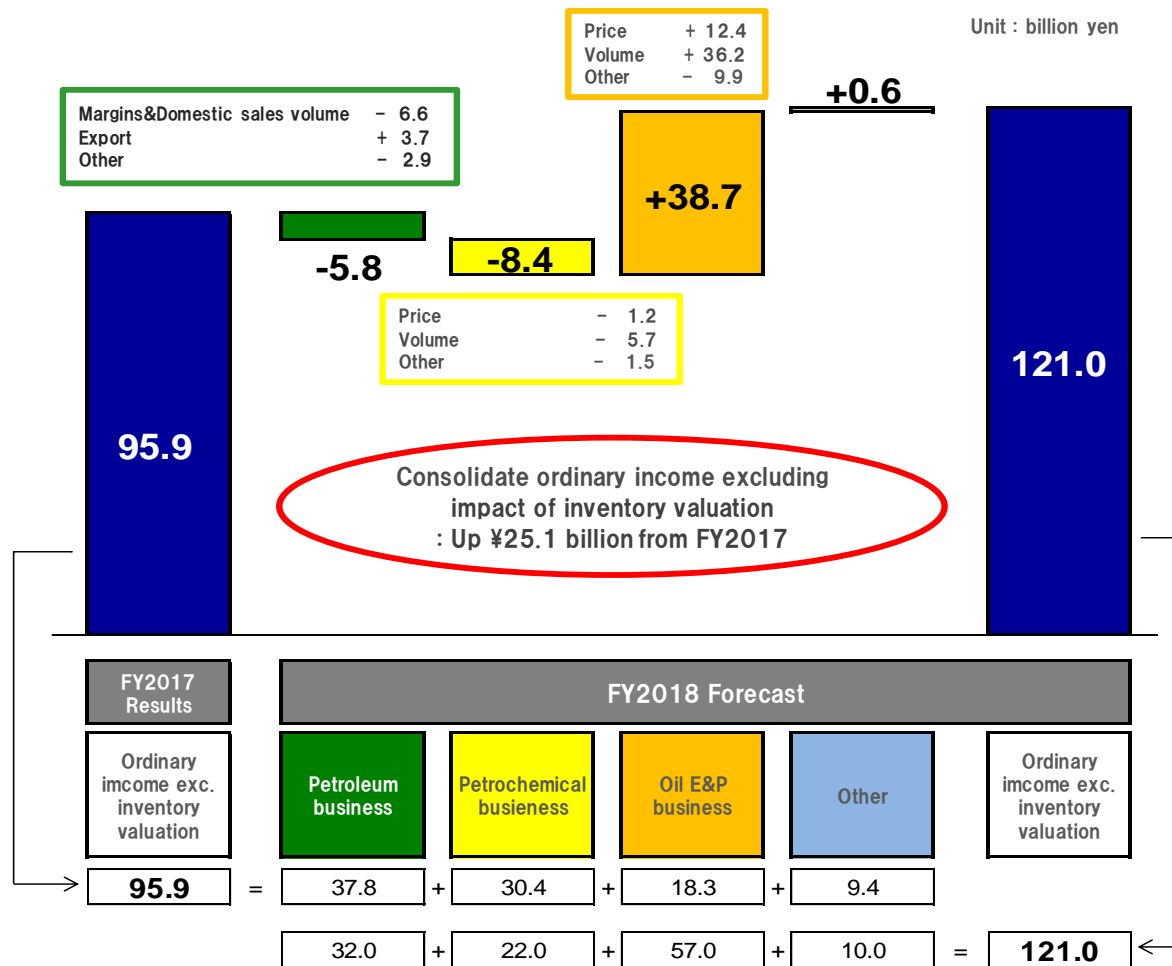 Unit : billion yen
Price + 12.4
Volume + 36.2
Other - 9.9
+0.6
Margins&Domestic sales volume - 6.6
Export + 3.7
Other - 2.9
+38.7
-5.8
-8.4
Price - 1.2
Volume - 5.7
Other - 1.5
95.9
121.0
Consolidate ordinary income excluding
impact of inventory valuation
: Up ¥25.1 billion from FY2017
FY2017
Results
FY2018 Forecast
Ordinary
imcome exc.
inventory
valuation
Petroleum
business
Petrochemical
busieness
Oil E&P
business
Other
Ordinary
imcome exc.
inventory
valuation
95.9 = 37.8 + 30.4 + 18.3 + 9.4
32.0 + 22.0 + 57.0 + 10.0 = 121.0